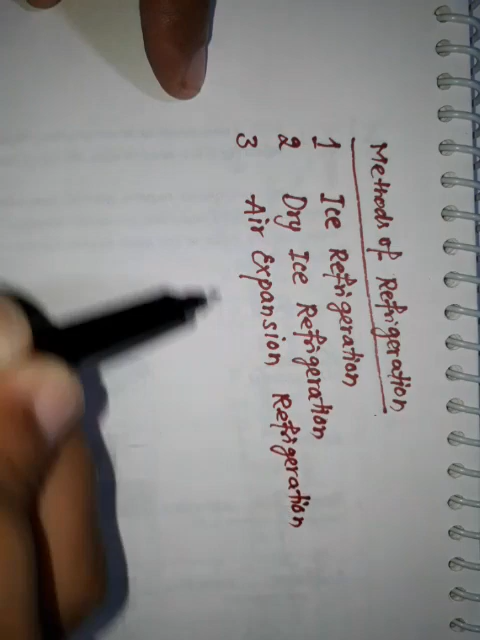 Methods of Refrigeration
1 Ice Refrigeration
2 Dry Ice Refrigeration
3 Air Expansion Refrigeration